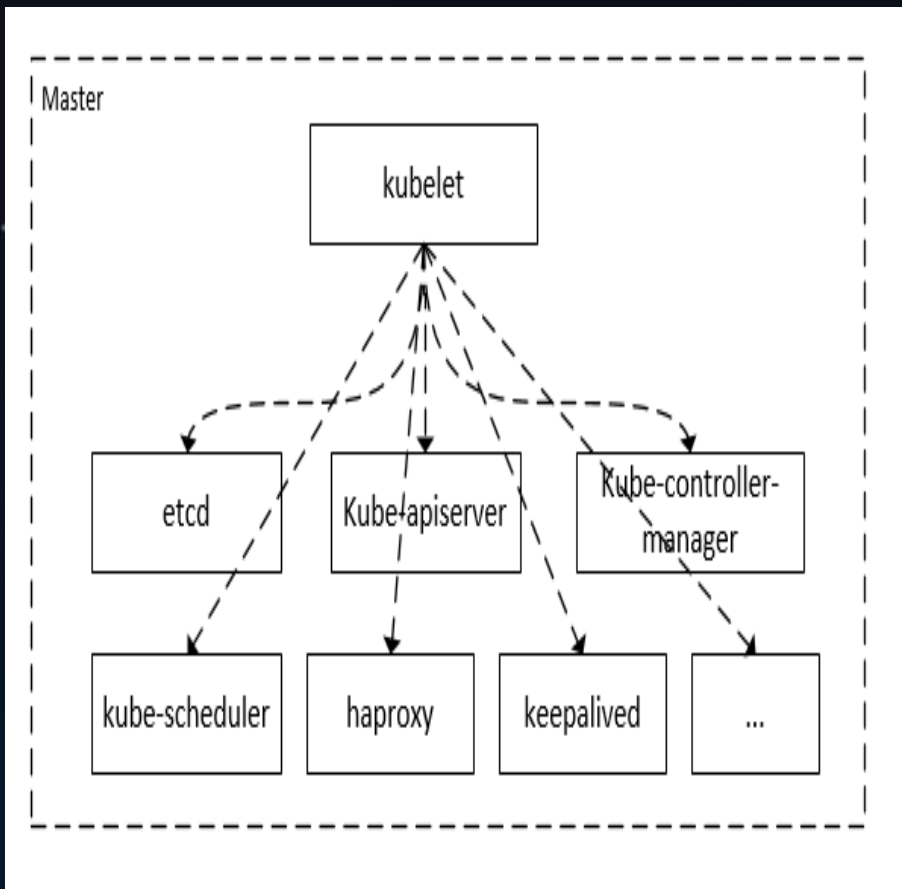 Master
kubelet
etcd
Kube-apiserver
Kube-controller-
manager
kube-scheduler
haproxy
keepalived
...